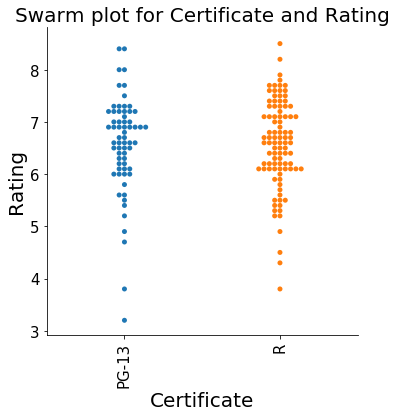 Swarm plot for Certificate and Rating
8
7
6
5
4
3
Rating
PG-13
R
Certificate